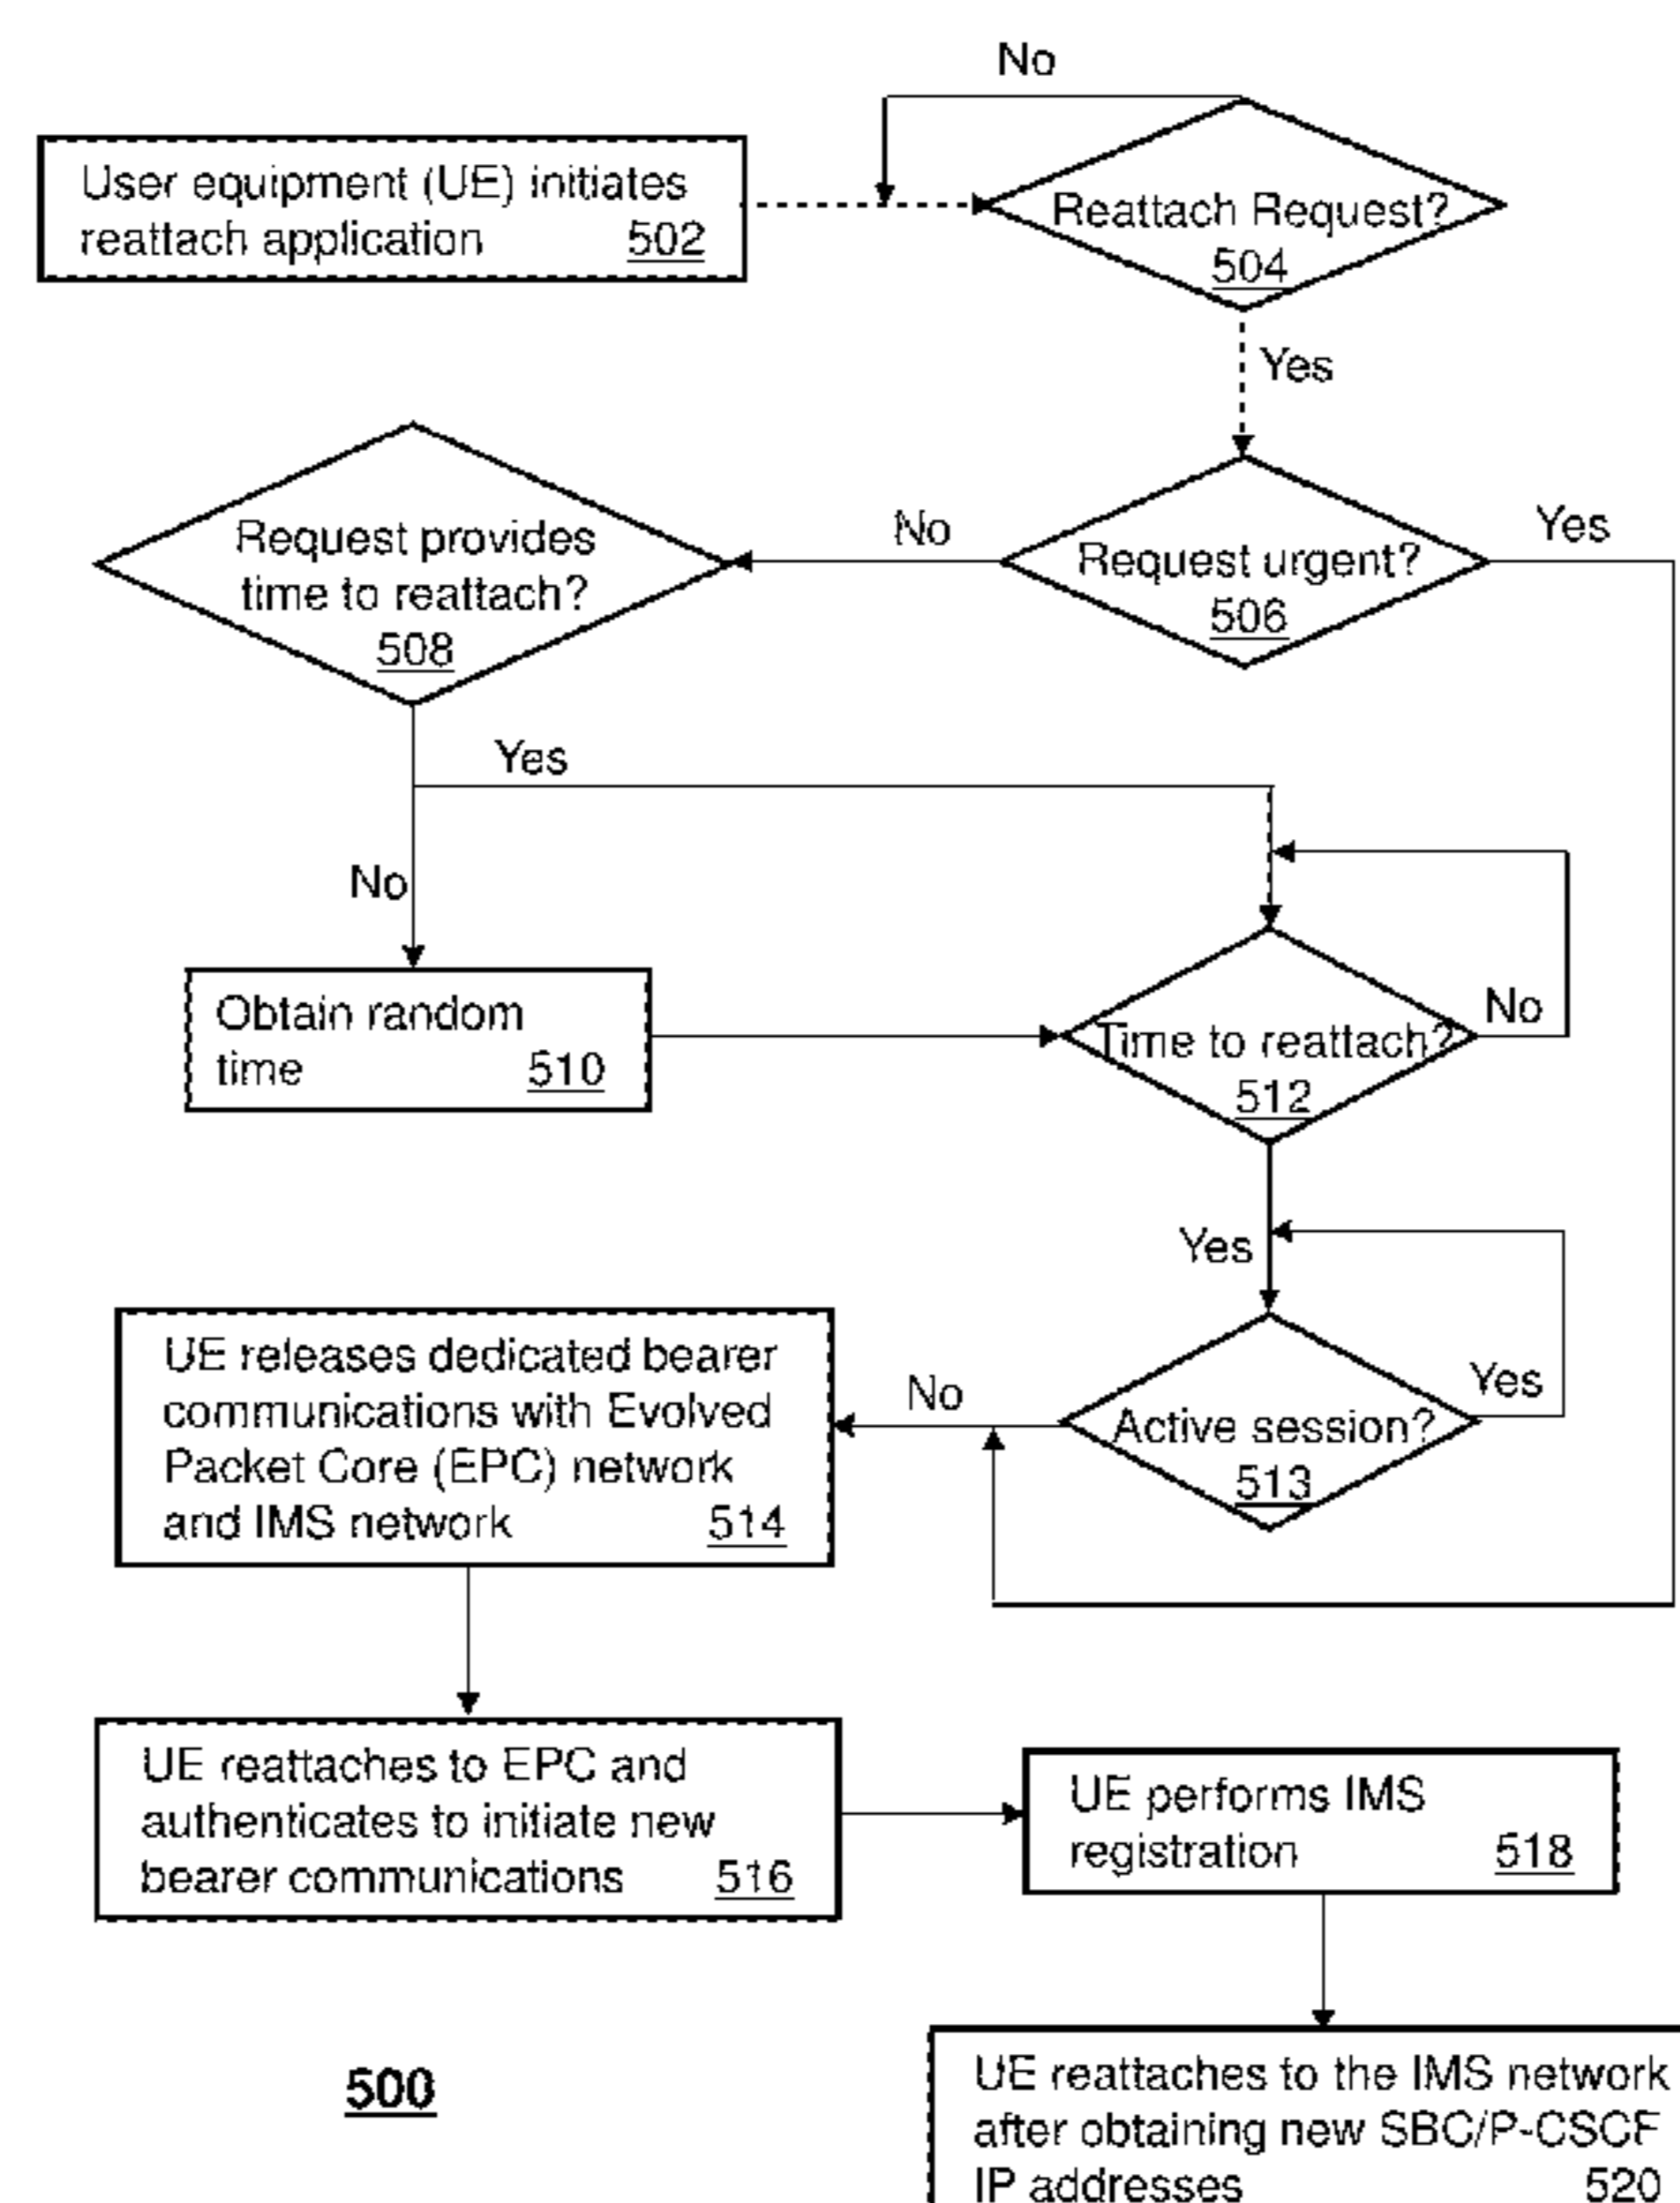 No
User equipment (UE) initiates
reattach application 502
Reattach Request?
504
Yes
Request provides
time to reattach?
508
No
Request urgent?
506
Yes
Yes
No
Obtain random
time 510
Time to reattach?
512
No
Yes
UE releases dedicated bearer
communications with Evolved
Packet Core (EPC) network
and IMS network 514
No
Active session?
513
Yes
UE reattaches to EPC and
authenticates to initiate new
bearer communications 516
UE performs IMS
registration 518
500
UE reattaches to the IMS network
after obtaining new SBC/P-CSCF
IP addresses 520